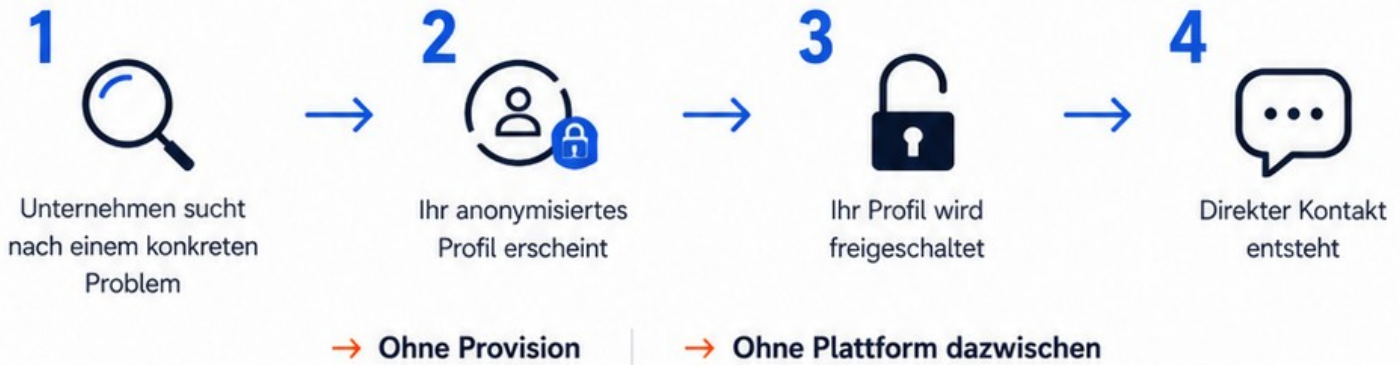 1
Unternehmen sucht
nach einem konkreten
Problem
2
Ihr anonymisiertes
Profil erscheint
3
Ihr Profil wird
freigeschaltet
4
Direkter Kontakt
entsteht
→ Ohne Provision
→ Ohne Plattform dazwischen